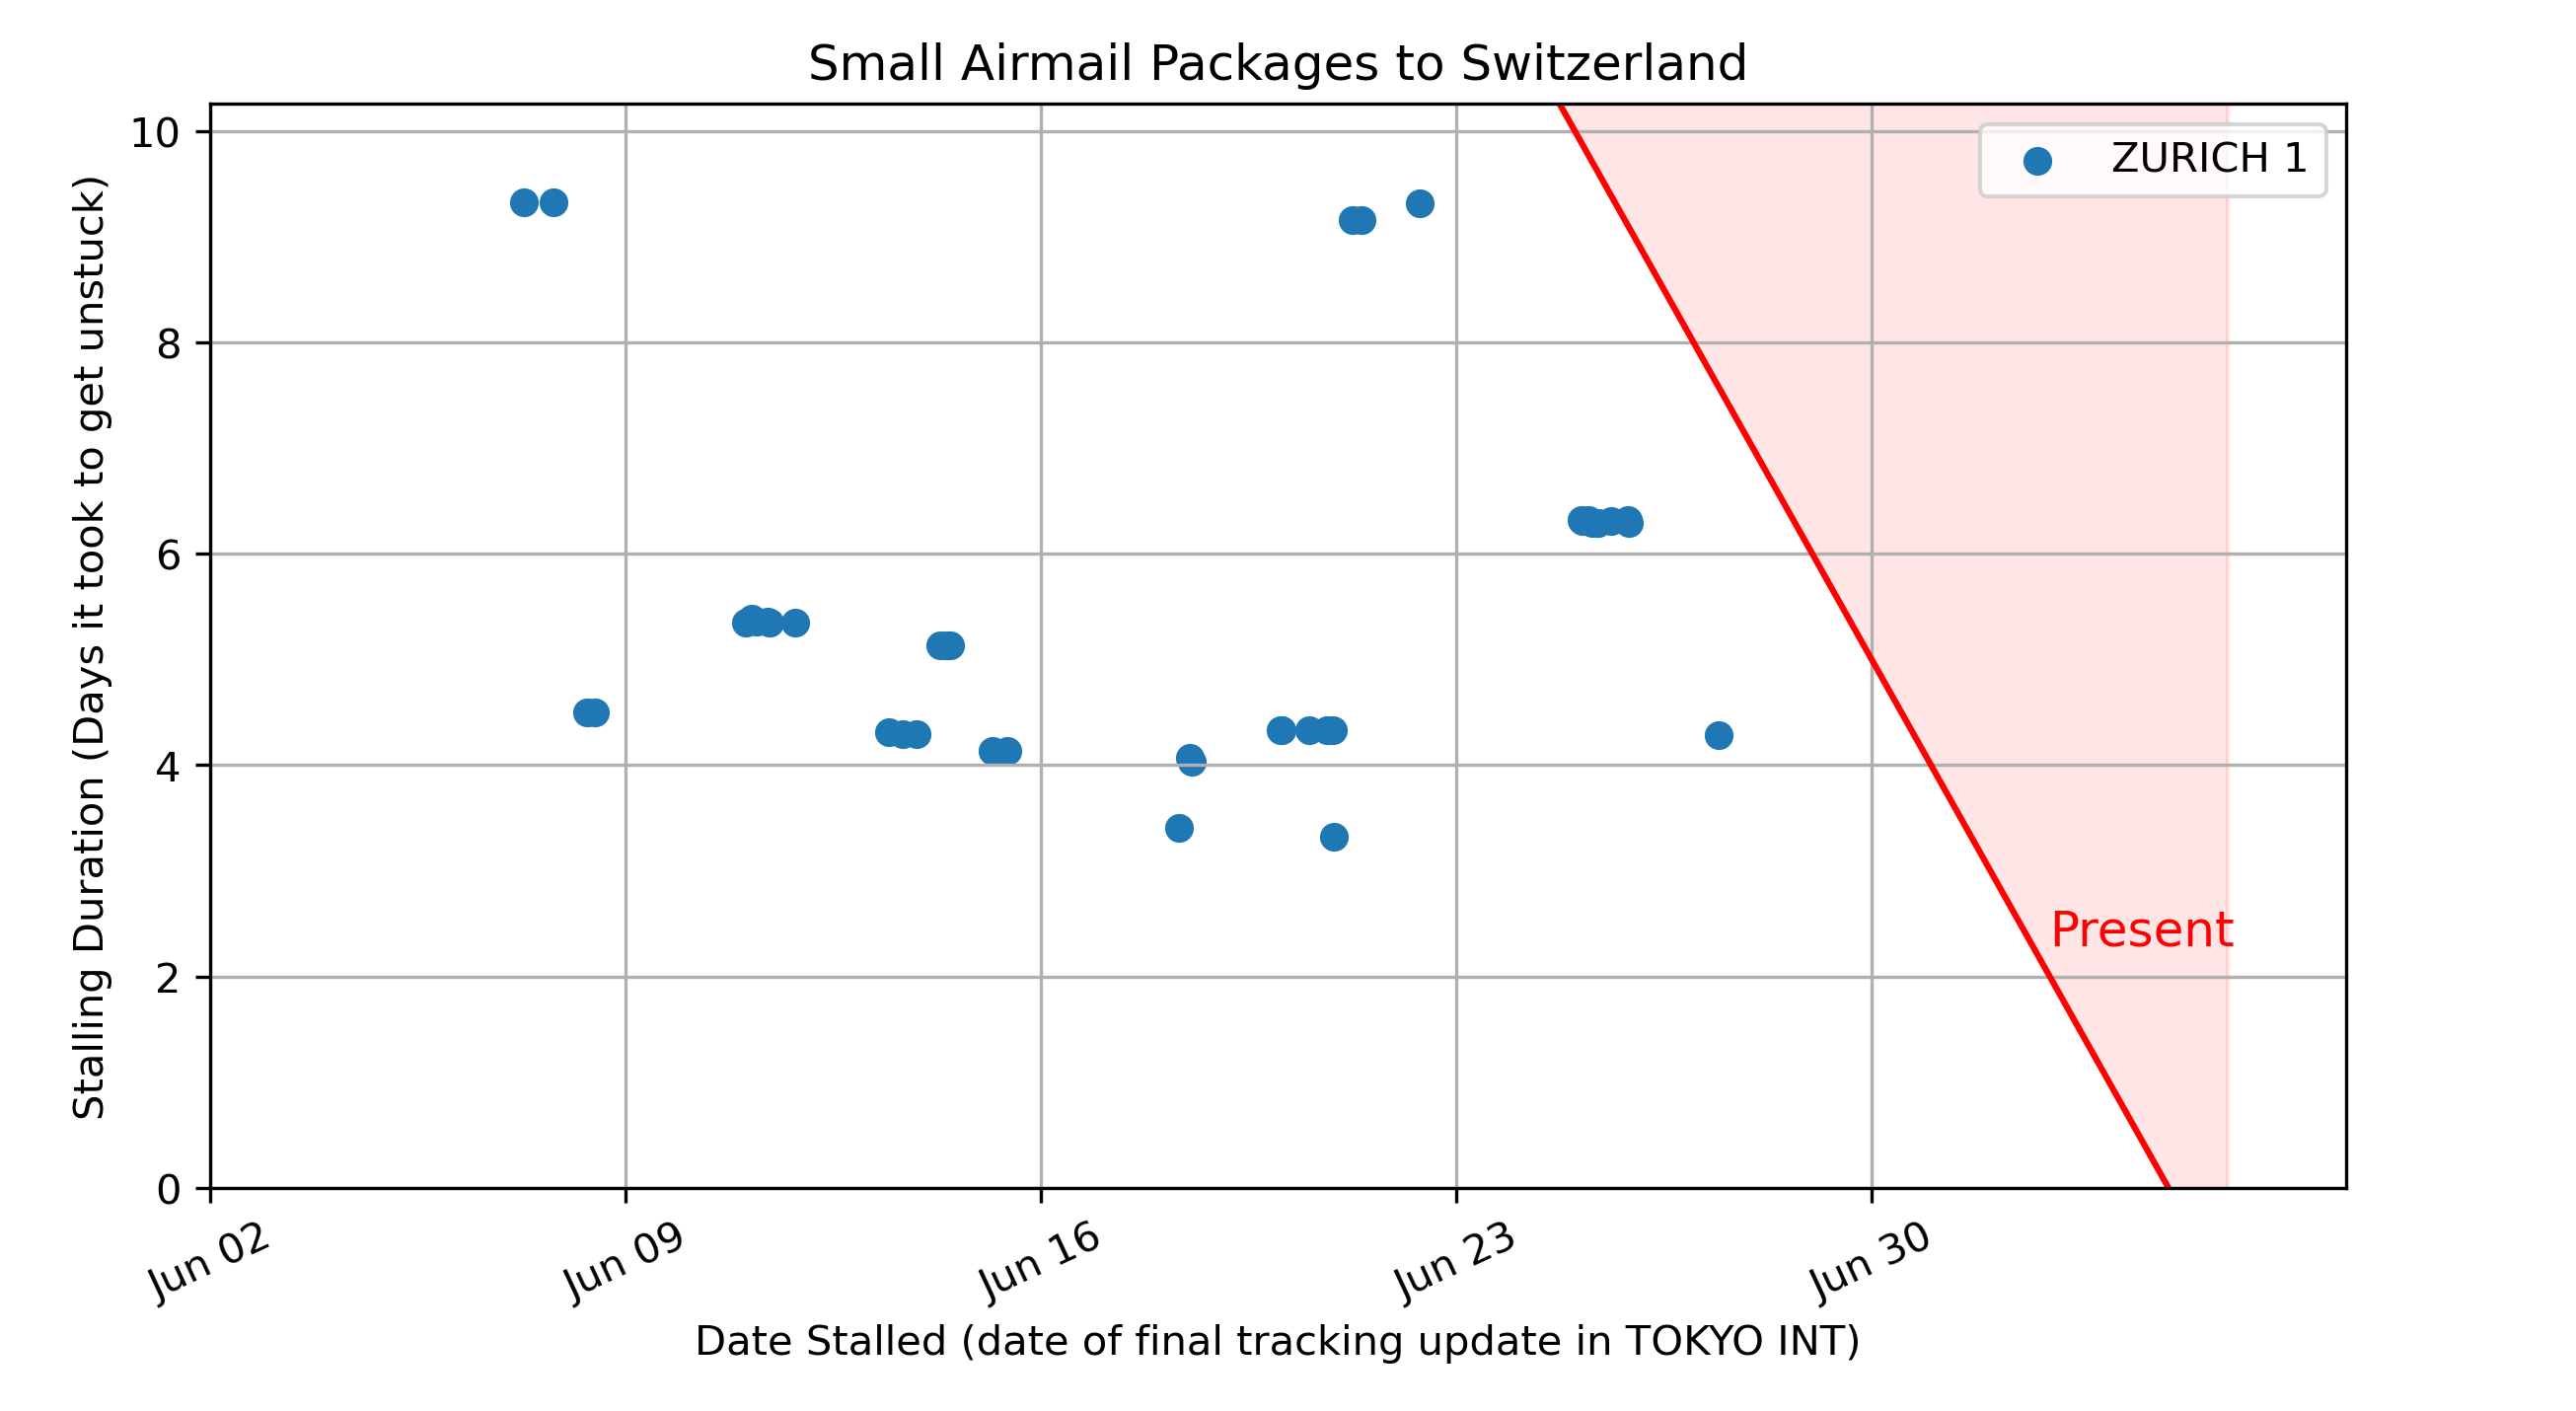 Small Airmail Packages to Switzerland
Stalling Duration (Days it took to get unstuck)
10
8
6
4
2
0
ZURICH 1
Present
Jun 02
Jun 09
Jun 16
Jun 23
Jun 30
Date Stalled (date of final tracking update in TOKYO INT)